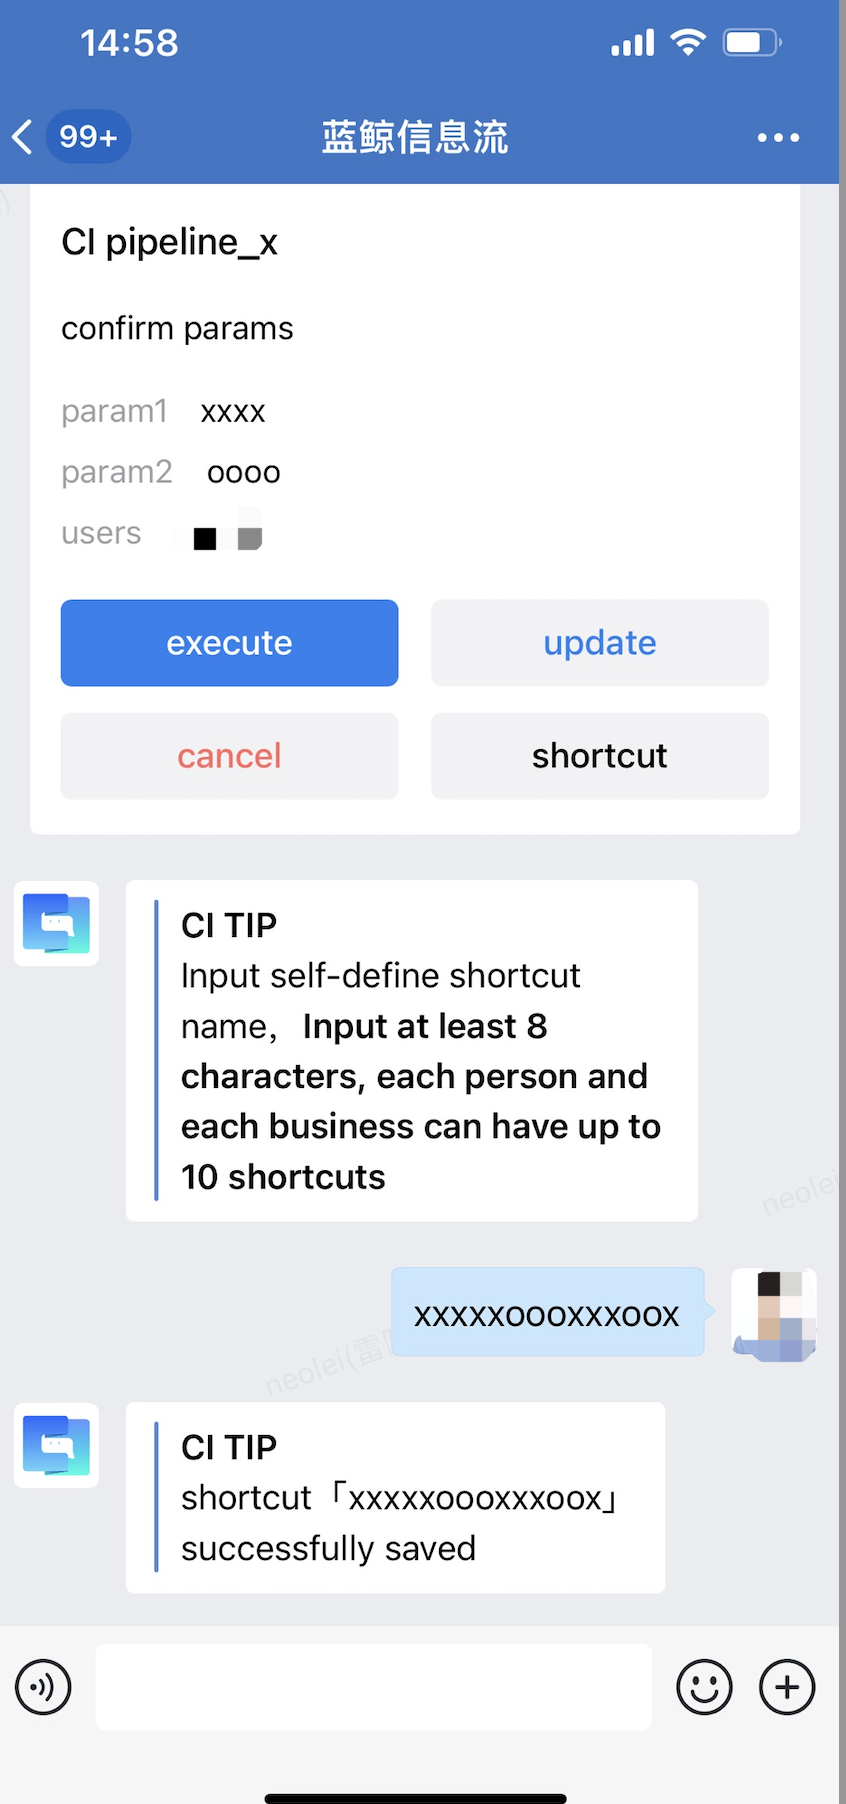 14:58
99+
蓝鲸信息流
CI pipeline_x
confirm params
param1 xxxx
param2 oooo
users
execute
update
cancel
shortcut
CI TIP
Input self-define shortcut
name，Input at least 8
characters, each person and
each business can have up to
10 shortcuts
neolei
xxxxxoooxxxoox
neolei(雷
CI TIP
shortcut「xxxxxoooxxxoox」
successfully saved